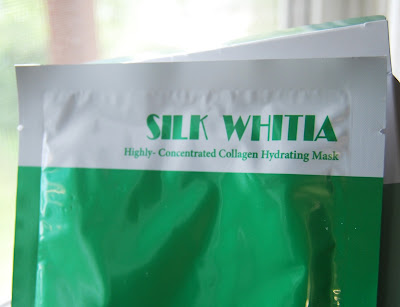 SILK WHITIA
Highly- Concentrated Collagen Hydrating Mask